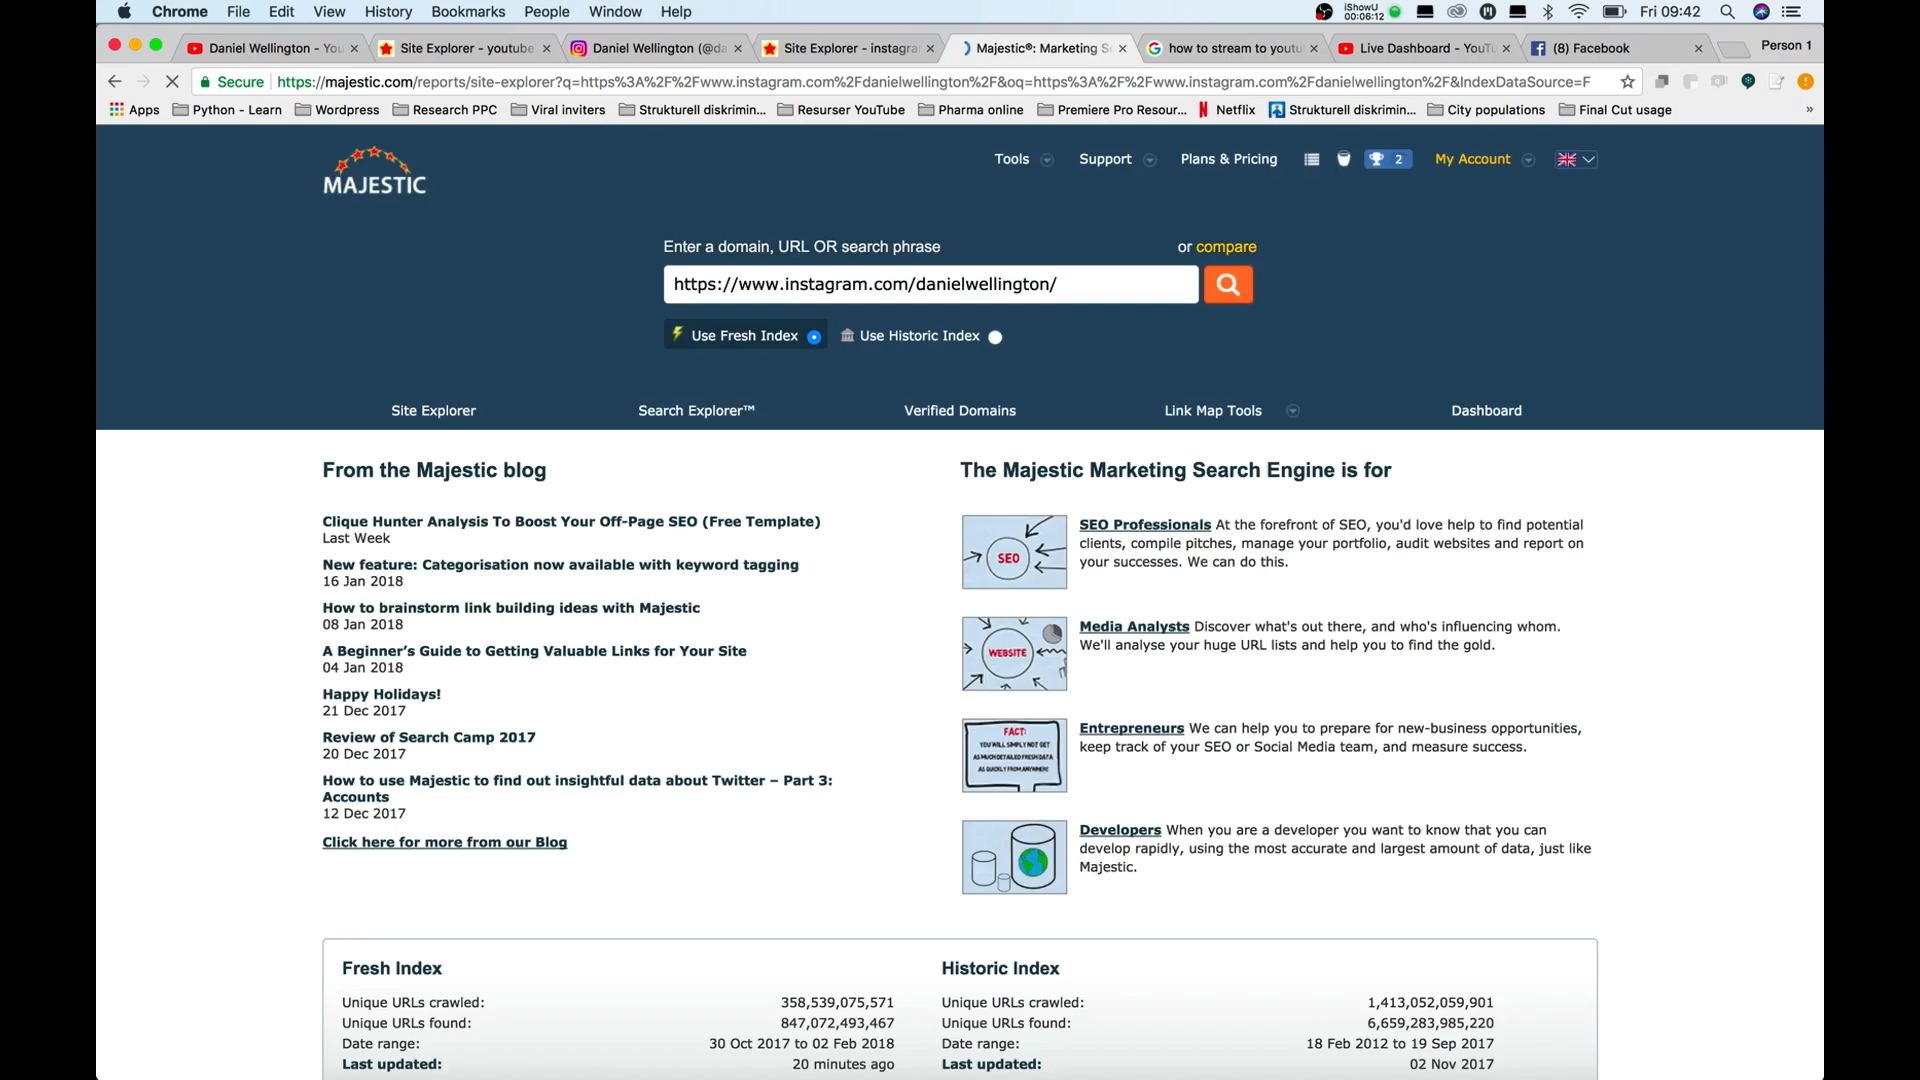 Chrome File Edit View History Bookmarks People Window Help
iShowU
00:06:12
Fri 09:42
Daniel Wellington - You
Site Explorer - youtube
Daniel Wellington (@da
Site Explorer - instagra
Majestic®: Marketing S
how to stream to youtu
Live Dashboard - YouTu
(8) Facebook
Person 1
Secure https://majestic.com/reports/site-explorer?q=https%3A%2F%2Fwww.instagram.com%2Fdanielwellington%2F&oq=https%3A%2F%2Fwww.instagram.com%2Fdanielwellington%2F&IndexDataSource=F
Apps Python - Learn Wordpress Research PPC Viral inviters Strukturell diskrimin... Resurser YouTube Pharma online Premiere Pro Resour... Netflix Strukturell diskrimin... City populations Final Cut usage »
MAJESTIC
Tools Support Plans & Pricing 2 My Account
Enter a domain, URL OR search phrase or compare
https://www.instagram.com/danielwellington/
Use Fresh Index Use Historic Index
Site Explorer Search Explorer™ Verified Domains Link Map Tools Dashboard
From the Majestic blog
Clique Hunter Analysis To Boost Your Off-Page SEO (Free Template)
Last Week
New feature: Categorisation now available with keyword tagging
16 Jan 2018
How to brainstorm link building ideas with Majestic
08 Jan 2018
A Beginner’s Guide to Getting Valuable Links for Your Site
04 Jan 2018
Happy Holidays!
21 Dec 2017
Review of Search Camp 2017
20 Dec 2017
How to use Majestic to find out insightful data about Twitter – Part 3:
Accounts
12 Dec 2017
Click here for more from our Blog
The Majestic Marketing Search Engine is for
SEO
SEO Professionals At the forefront of SEO, you'd love help to find potential
clients, compile pitches, manage your portfolio, audit websites and report on
your successes. We can do this.
WEBSITE
Media Analysts Discover what's out there, and who's influencing whom.
We'll analyse your huge URL lists and help you to find the gold.
FACT:
YOU WILL SIMPLY NOT GET
AS MUCH DETAILED FRESH DATA
AS QUICKLY FROM ANYWHERE
Entrepreneurs We can help you to prepare for new-business opportunities,
keep track of your SEO or Social Media team, and measure success.
Developers When you are a developer you want to know that you can
develop rapidly, using the most accurate and largest amount of data, just like
Majestic.
Fresh Index
Unique URLs crawled: 358,539,075,571
Unique URLs found: 847,072,493,467
Date range: 30 Oct 2017 to 02 Feb 2018
Last updated: 20 minutes ago
Historic Index
Unique URLs crawled: 1,413,052,059,901
Unique URLs found: 6,659,283,985,220
Date range: 18 Feb 2012 to 19 Sep 2017
Last updated: 02 Nov 2017